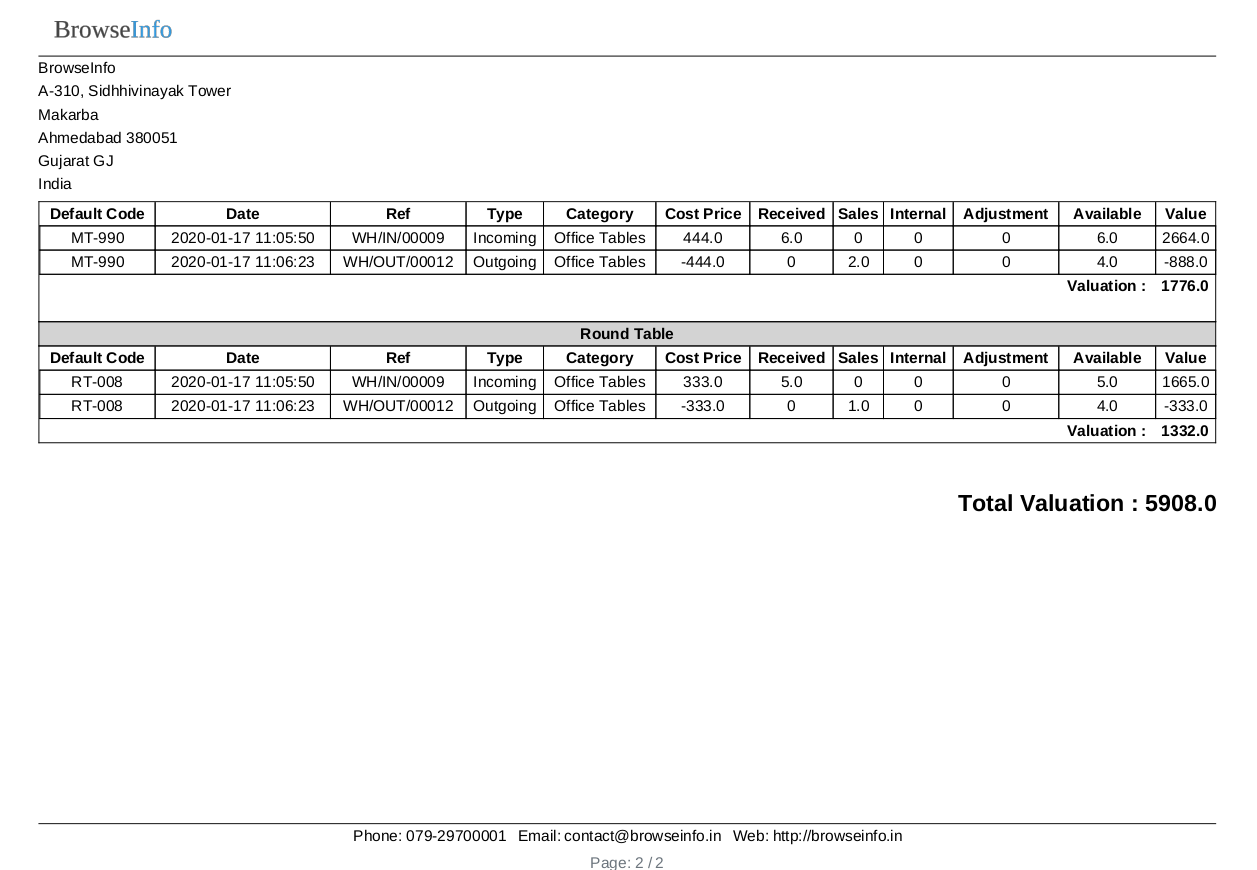 BrowseInfo
BrowseInfo
A-310, Sidhhivinayak Tower
Makarba
Ahmedabad 380051
Gujarat GJ
India
Default Code Date Ref Type Category Cost Price Received Sales Internal Adjustment Available Value
MT-990 2020-01-17 11:05:50 WH/IN/00009 Incoming Office Tables 444.0 6.0 0 0 0 6.0 2664.0
MT-990 2020-01-17 11:06:23 WH/OUT/00012 Outgoing Office Tables -444.0 0 2.0 0 0 4.0 -888.0
Valuation : 1776.0
Round Table
Default Code Date Ref Type Category Cost Price Received Sales Internal Adjustment Available Value
RT-008 2020-01-17 11:05:50 WH/IN/00009 Incoming Office Tables 333.0 5.0 0 0 0 5.0 1665.0
RT-008 2020-01-17 11:06:23 WH/OUT/00012 Outgoing Office Tables -333.0 0 1.0 0 0 4.0 -333.0
Valuation : 1332.0
Total Valuation : 5908.0
Phone: 079-29700001 Email: contact@browseinfo.in Web: http://browseinfo.in
Page: 2 / 2